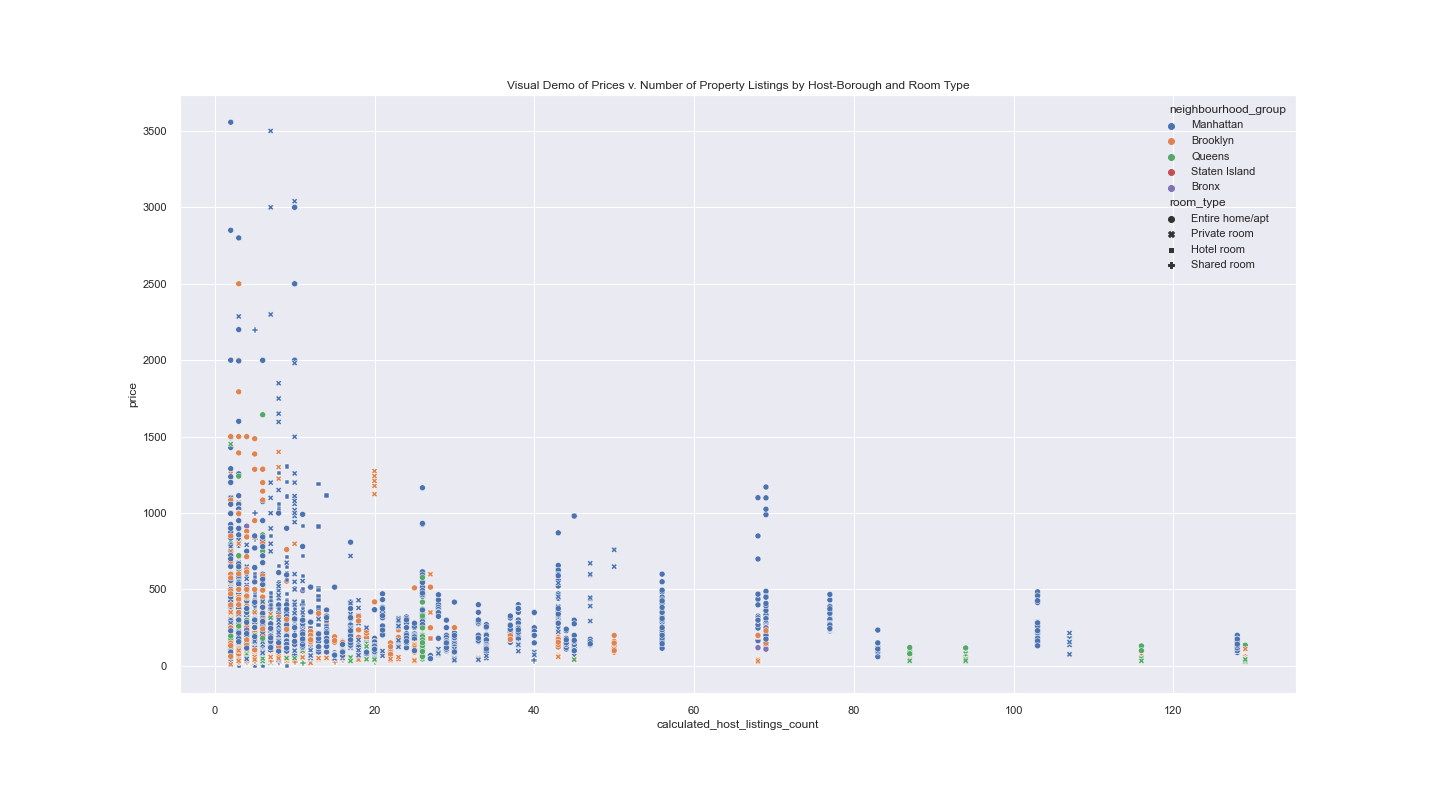 Visual Demo of Prices v. Number of Property Listings by Host-Borough and Room Type
neighbourhood_group
Manhattan
Brooklyn
Queens
Staten Island
Bronx
room_type
Entire home/apt
Private room
Hotel room
Shared room
3500
3000
2500
2000
1500
1000
500
0
price
0 20 40 60 80 100 120
calculated_host_listings_count